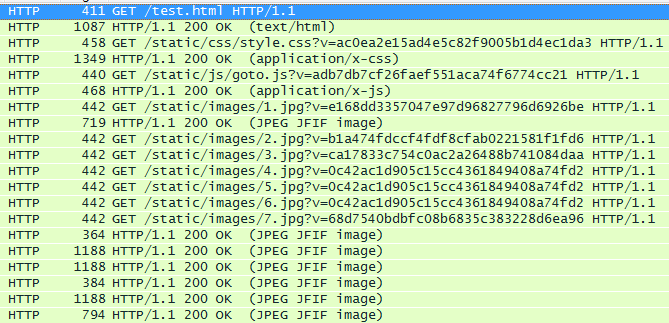 HTTP 411 GET /test.html HTTP/1.1
HTTP 1087 HTTP/1.1 200 OK (text/html)
HTTP 458 GET /static/css/style.css?v=ac0ea2e15ad4e5c82f9005b1d4ec1da3 HTTP/1.1
HTTP 1349 HTTP/1.1 200 OK (application/x-css)
HTTP 440 GET /static/js/goto.js?v=adb7db7cf26faef551aca74f6774cc21 HTTP/1.1
HTTP 468 HTTP/1.1 200 OK (application/x-js)
HTTP 442 GET /static/images/1.jpg?v=e168dd3357047e97d96827796d6926be HTTP/1.1
HTTP 719 HTTP/1.1 200 OK (JPEG JFIF image)
HTTP 442 GET /static/images/2.jpg?v=b1a474fdccf4fdf8cfab0221581f1fd6 HTTP/1.1
HTTP 442 GET /static/images/3.jpg?v=ca17833c754c0ac2a26488b741084daa HTTP/1.1
HTTP 442 GET /static/images/4.jpg?v=0c42ac1d905c15cc4361849408a74fd2 HTTP/1.1
HTTP 442 GET /static/images/5.jpg?v=0c42ac1d905c15cc4361849408a74fd2 HTTP/1.1
HTTP 442 GET /static/images/6.jpg?v=0c42ac1d905c15cc4361849408a74fd2 HTTP/1.1
HTTP 442 GET /static/images/7.jpg?v=68d7540bdbfc08b6835c383228d6ea96 HTTP/1.1
HTTP 364 HTTP/1.1 200 OK (JPEG JFIF image)
HTTP 1188 HTTP/1.1 200 OK (JPEG JFIF image)
HTTP 1188 HTTP/1.1 200 OK (JPEG JFIF image)
HTTP 384 HTTP/1.1 200 OK (JPEG JFIF image)
HTTP 1188 HTTP/1.1 200 OK (JPEG JFIF image)
HTTP 794 HTTP/1.1 200 OK (JPEG JFIF image)